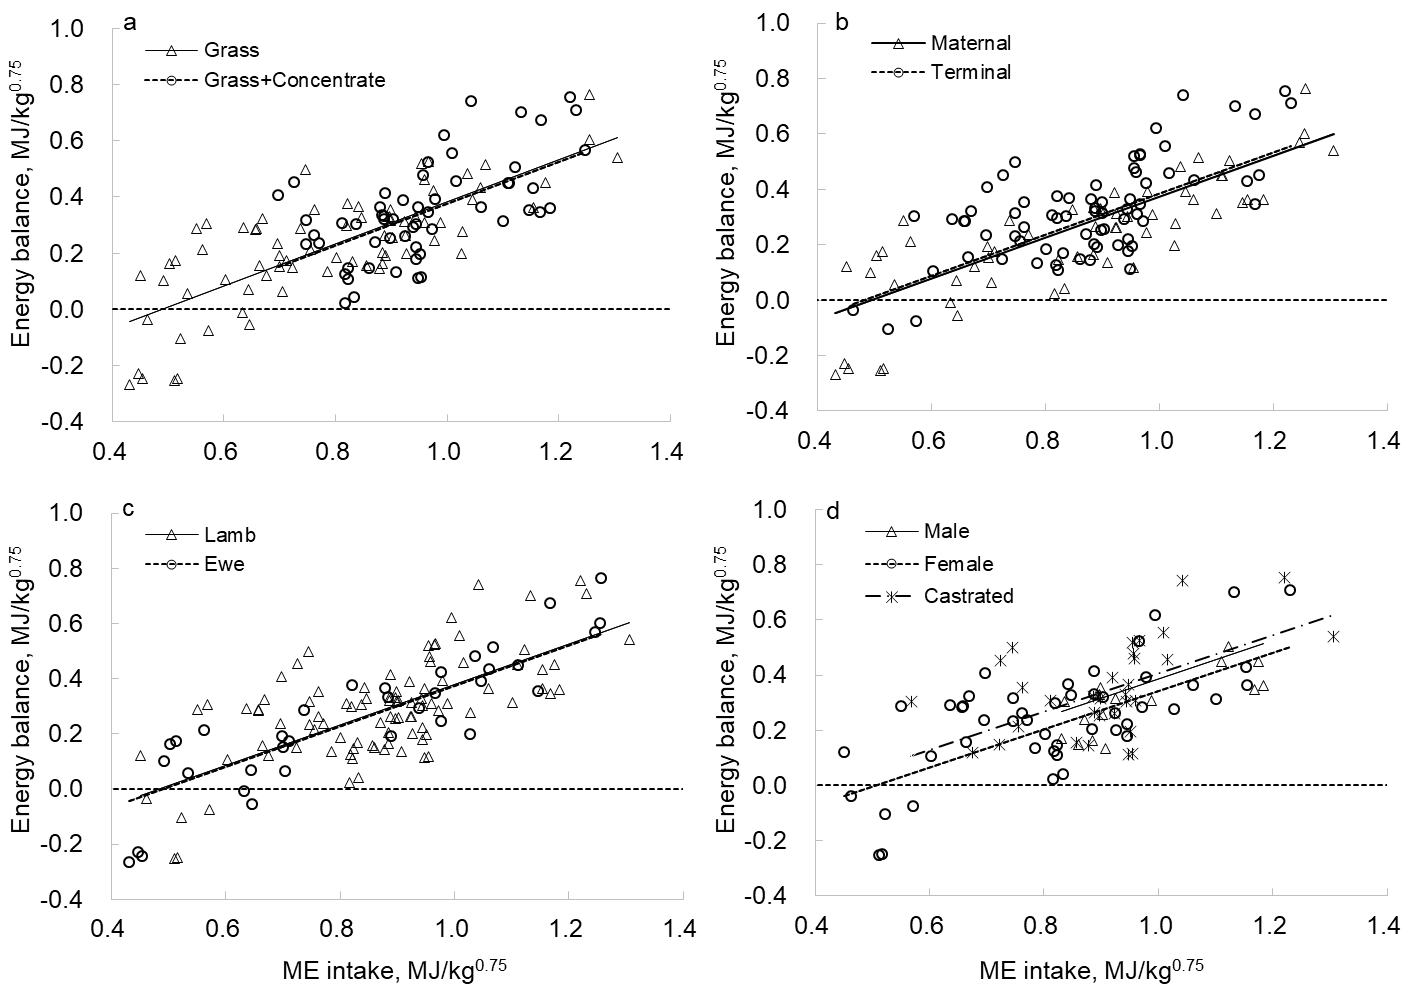 a
Grass
Grass+Concentrate
Energy balance, MJ/kg0.75
1.0
0.8
0.6
0.4
0.2
0.0
-0.2
-0.4
0.4 0.6 0.8 1.0 1.2 1.4
b
Maternal
Terminal
Energy balance, MJ/kg0.75
1.0
0.8
0.6
0.4
0.2
0.0
-0.2
-0.4
0.4 0.6 0.8 1.0 1.2 1.4
c
Lamb
Ewe
Energy balance, MJ/kg0.75
1.0
0.8
0.6
0.4
0.2
0.0
-0.2
-0.4
0.4 0.6 0.8 1.0 1.2 1.4
ME intake, MJ/kg0.75
d
Male
Female
Castrated
Energy balance, MJ/kg0.75
1.0
0.8
0.6
0.4
0.2
0.0
-0.2
-0.4
0.4 0.6 0.8 1.0 1.2 1.4
ME intake, MJ/kg0.75